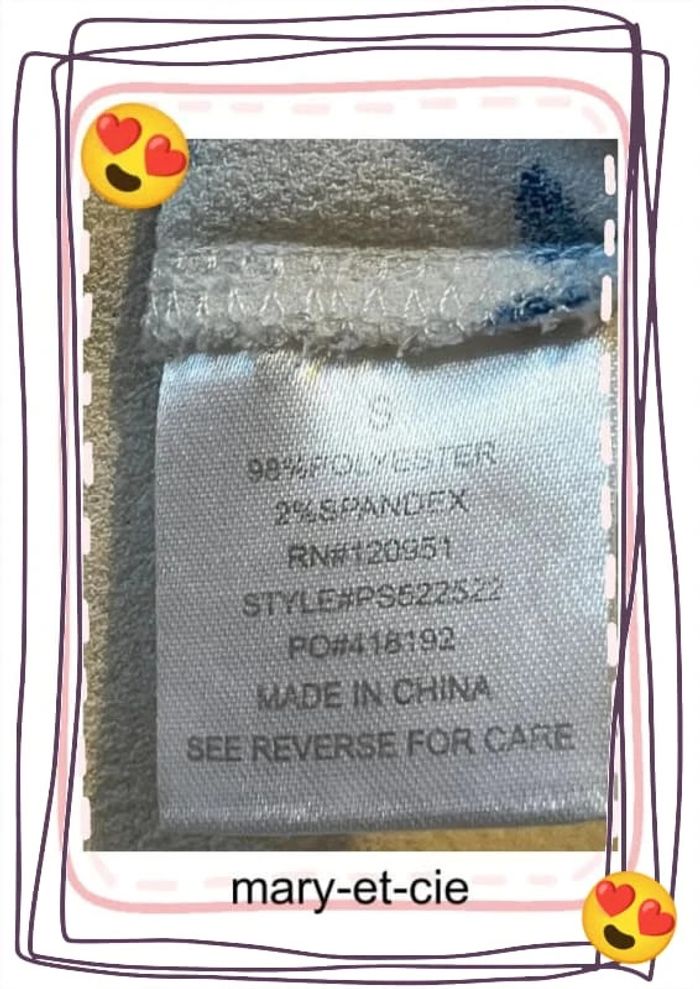 S
98%POLYESTER
2%SPANDEX
RN#120951
STYLE#PS522522
PO#418192
MADE IN CHINA
SEE REVERSE FOR CARE
mary-et-cie